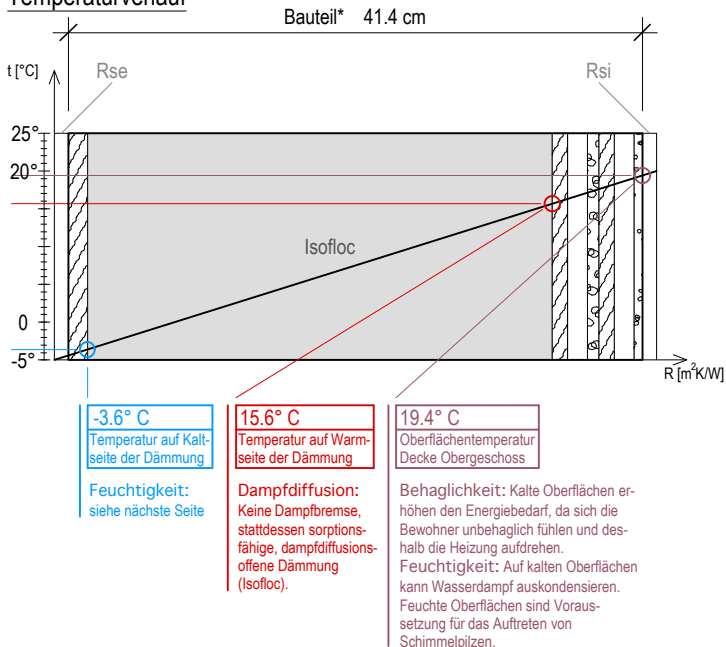 Temperaturverlauf
Bauteil* 41.4 cm
t [°C]
Rse
Rsi
25°
20°
Isofloc
0
-5°
R [m²K/W]
-3.6° C
Temperatur auf Kalt-
seite der Dämmung
Feuchtigkeit:
siehe nächste Seite
15.6° C
Temperatur auf Warm-
seite der Dämmung
Dampfdiffusion:
Keine Dampfbremse,
stattdessen sorptions-
fähige, dampfdiffusions-
offene Dämmung
(Isofloc).
19.4° C
Oberflächentemperatur
Decke Obergeschoss
Behaglichkeit: Kalte Oberflächen er-
höhen den Energiebedarf, da sich die
Bewohner unbehaglich fühlen und des-
halb die Heizung aufdrehen.
Feuchtigkeit: Auf kalten Oberflächen
kann Wasserdampf auskondensieren.
Feuchte Oberflächen sind Voraus-
setzung für das Auftreten von
Schimmelpilzen.